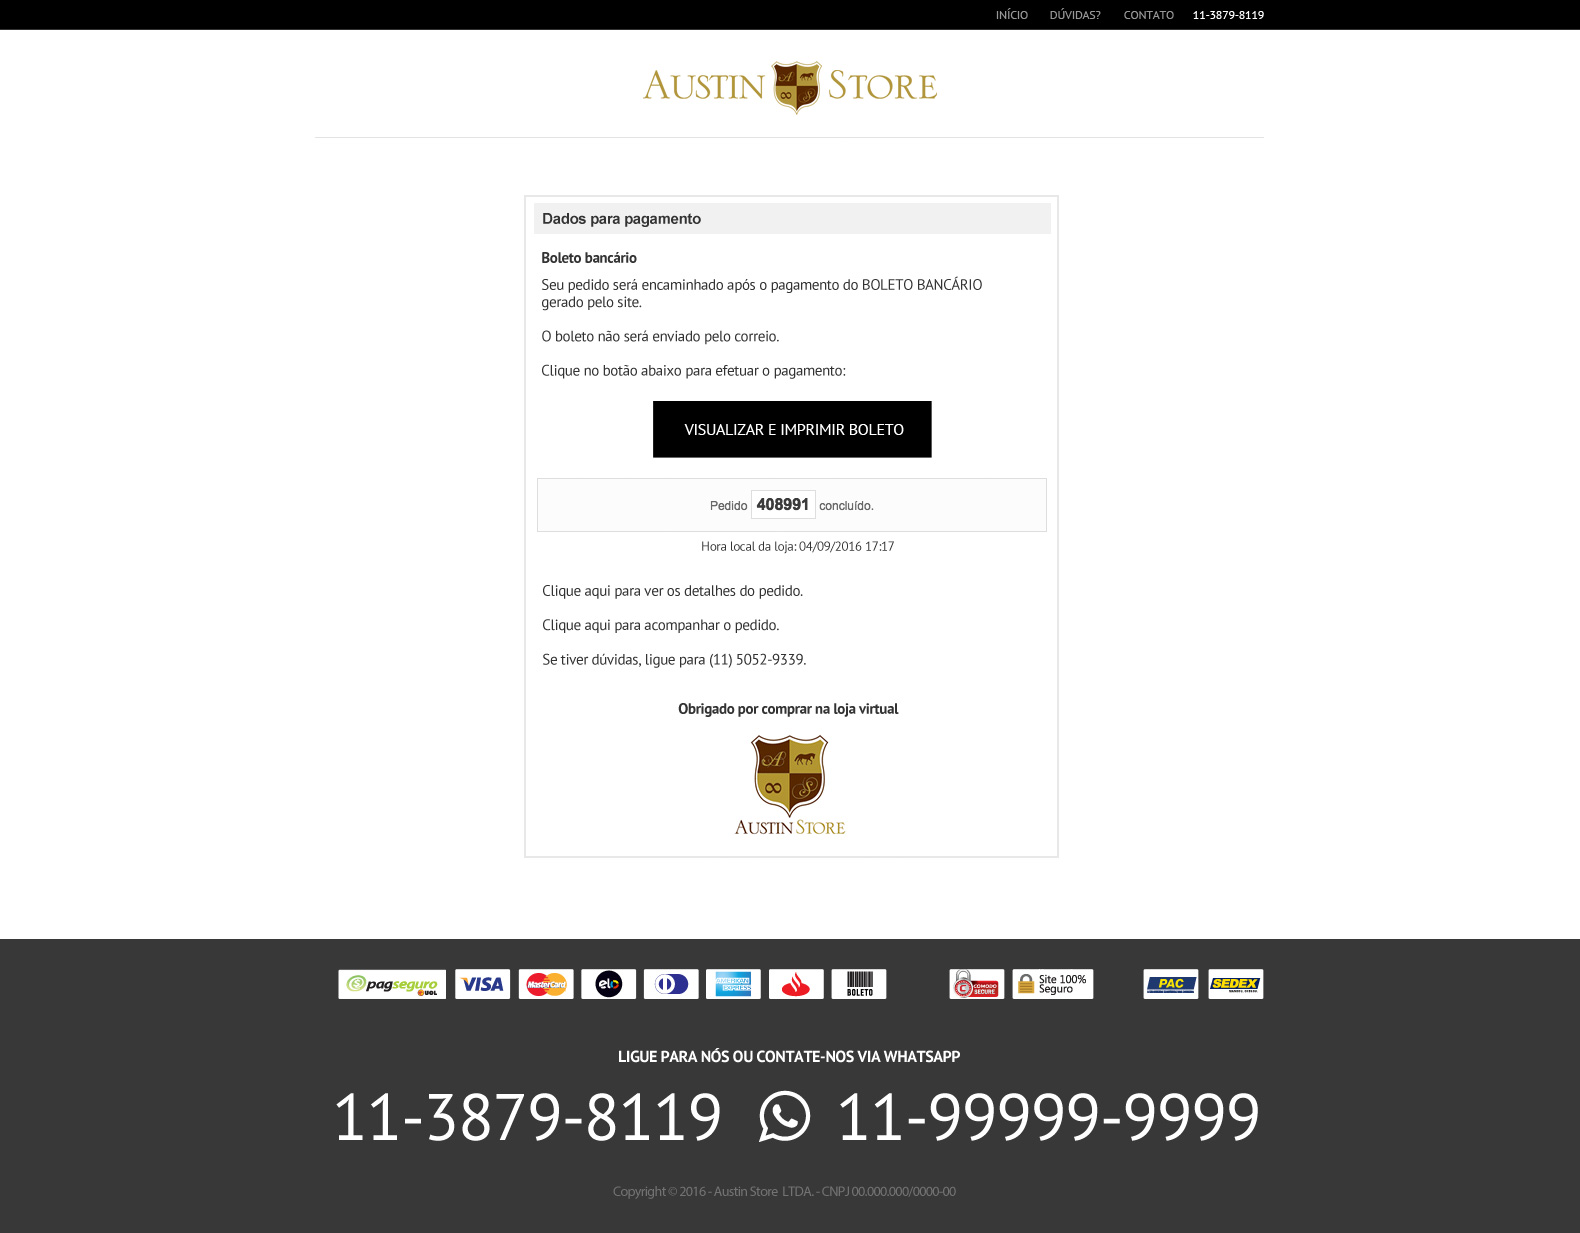 INÍCIO DÚVIDAS? CONTATO 11-3879-8119
AUSTIN STORE
Dados para pagamento
Boleto bancário
Seu pedido será encaminhado após o pagamento do BOLETO BANCÁRIO
gerado pelo site.
O boleto não será enviado pelo correio.
Clique no botão abaixo para efetuar o pagamento:
VISUALIZAR E IMPRIMIR BOLETO
Pedido 408991 concluído.
Hora local da loja: 04/09/2016 17:17
Clique aqui para ver os detalhes do pedido.
Clique aqui para acompanhar o pedido.
Se tiver dúvidas, ligue para (11) 5052-9339.
Obrigado por comprar na loja virtual
A
8 S
AUSTIN STORE
pagseguro UOL VISA MasterCard elo AMERICAN EXPRESS BOLETO COMODO SECURE Site 100% Seguro PAC SEDEX
LIGUE PARA NÓS OU CONTATE-NOS VIA WHATSAPP
11-3879-8119 11-99999-9999
Copyright © 2016 - Austin Store LTDA. - CNPJ 00.000.000/0000-00